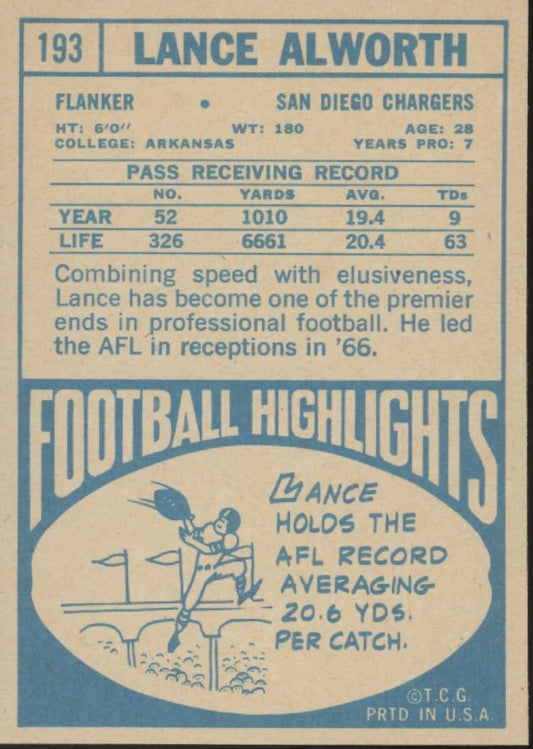 193 LANCE ALWORTH
FLANKER • SAN DIEGO CHARGERS
HT: 6'0" WT: 180 AGE: 28
COLLEGE: ARKANSAS YEARS PRO: 7
PASS RECEIVING RECORD
NO. YARDS AVG. TDs
YEAR 52 1010 19.4 9
LIFE 326 6661 20.4 63
Combining speed with elusiveness,
Lance has become one of the premier
ends in professional football. He led
the AFL in receptions in '66.
FOOTBALL HIGHLIGHTS
LANCE
HOLDS THE
AFL RECORD
AVERAGING
20.6 YDS.
PER CATCH.
©T.C.G.
PRTD IN U.S.A.